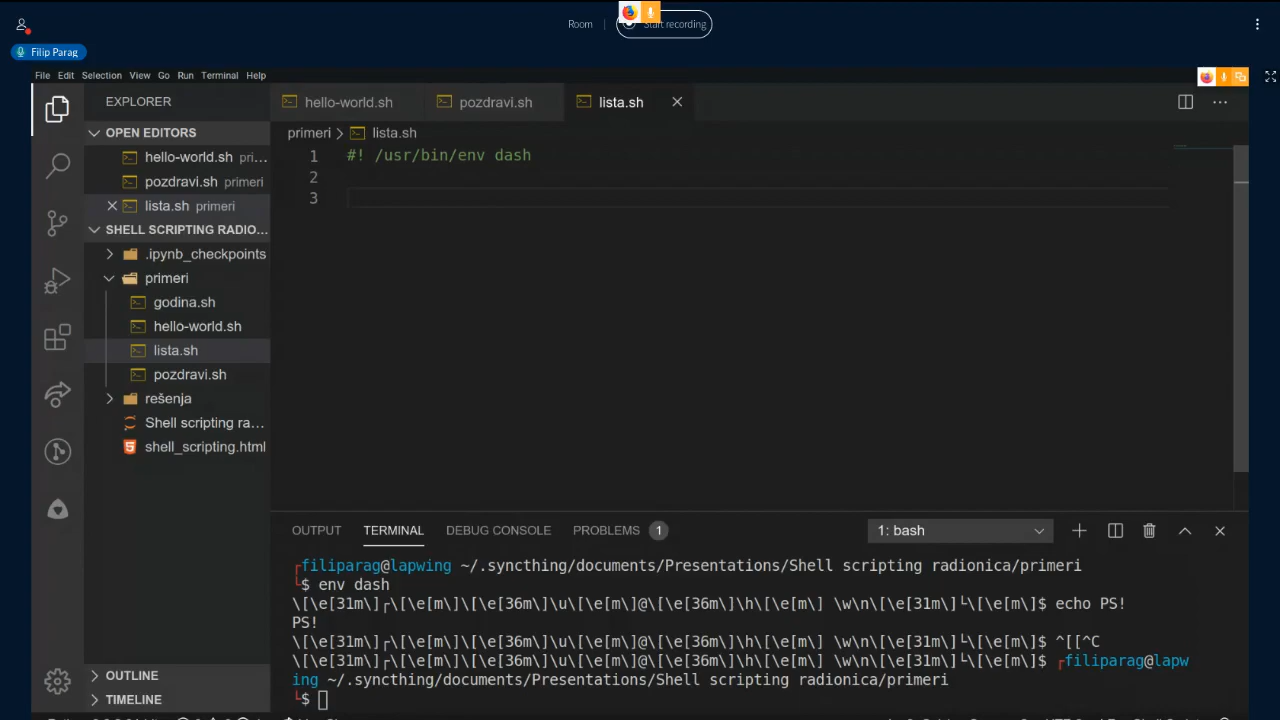 Room
Start recording
Filip Parag
File Edit Selection View Go Run Terminal Help
EXPLORER
OPEN EDITORS
hello-world.sh pri...
pozdravi.sh primeri
lista.sh primeri
SHELL SCRIPTING RADIO...
.ipynb_checkpoints
primeri
godina.sh
hello-world.sh
lista.sh
pozdravi.sh
rešenja
Shell scripting ra...
shell_scripting.html
OUTLINE
TIMELINE
hello-world.sh pozdravi.sh lista.sh
primeri > lista.sh
1 #! /usr/bin/env dash
2
3
OUTPUT TERMINAL DEBUG CONSOLE PROBLEMS 1
1: bash
┌filiparag@lapwing ~/.syncthing/documents/Presentations/Shell scripting radionica/primeri
└$ env dash
\[\e[31m\]┌\[\e[m\]\[\e[36m\]\u\[\e[m\]@\[\e[36m\]\h\[\e[m\] \w\n\[\e[31m\]└\[\e[m\]$ echo PS!
PS!
\[\e[31m\]┌\[\e[m\]\[\e[36m\]\u\[\e[m\]@\[\e[36m\]\h\[\e[m\] \w\n\[\e[31m\]└\[\e[m\]$ ^[[^C
\[\e[31m\]┌\[\e[m\]\[\e[36m\]\u\[\e[m\]@\[\e[36m\]\h\[\e[m\] \w\n\[\e[31m\]└\[\e[m\]$ ┌filiparag@lapw
ing ~/.syncthing/documents/Presentations/Shell scripting radionica/primeri
└$